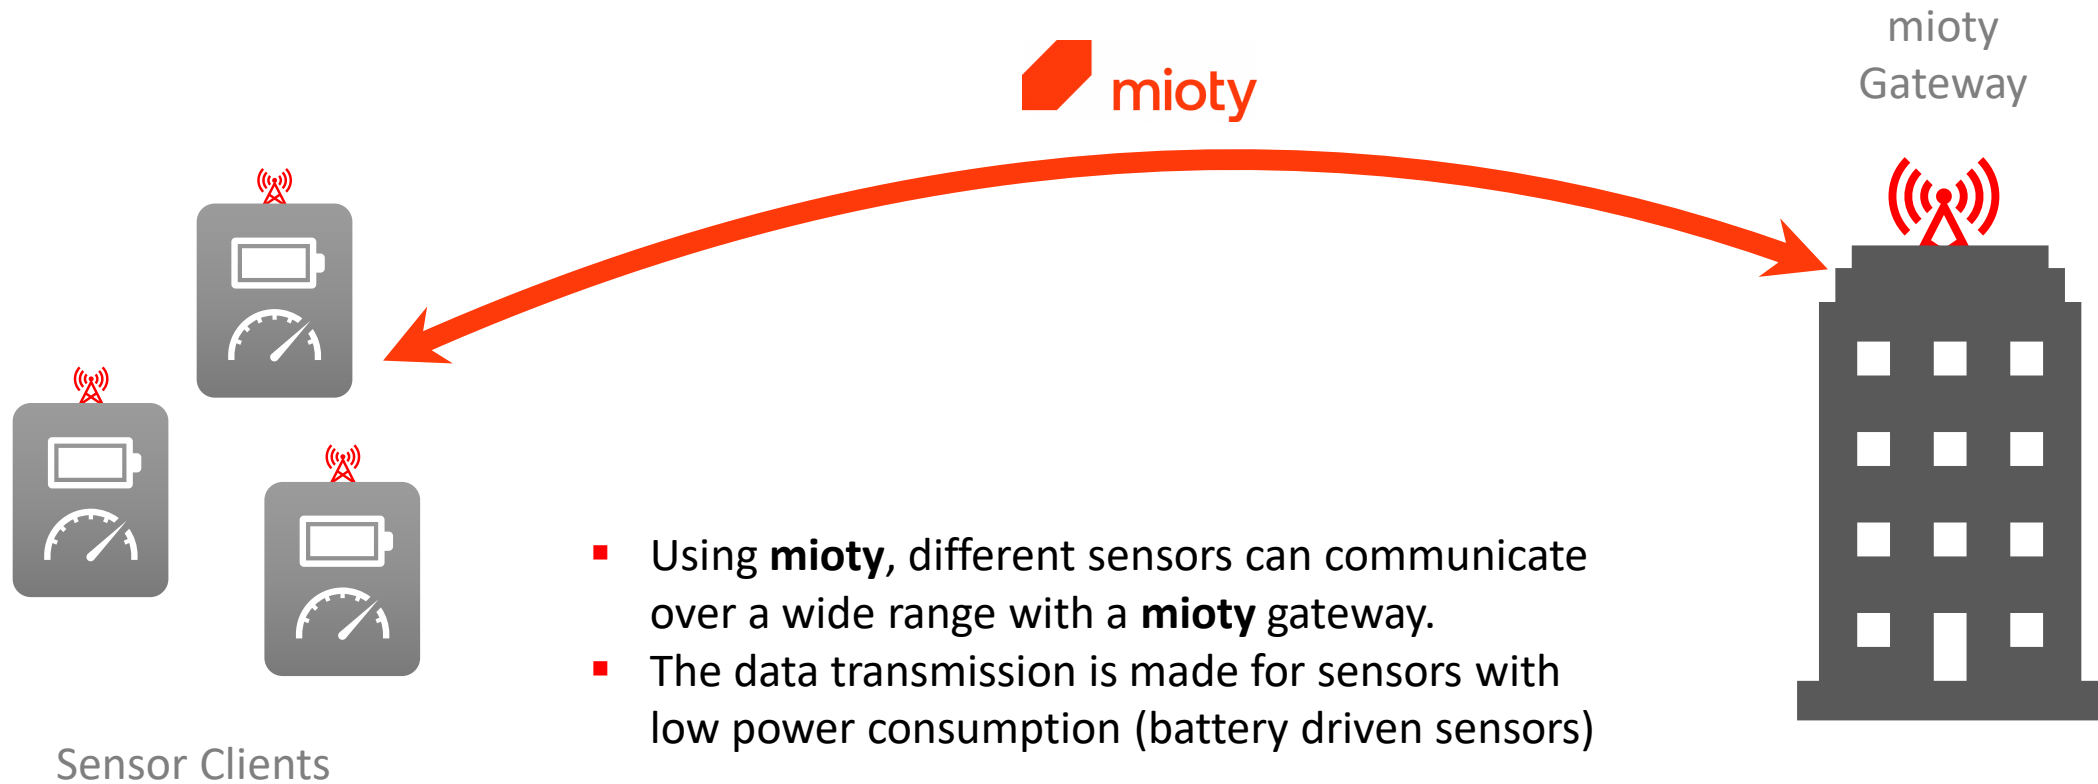 mioty
Gateway
mioty
Using mioty, different sensors can communicate
over a wide range with a mioty gateway.
The data transmission is made for sensors with
low power consumption (battery driven sensors)
Sensor Clients